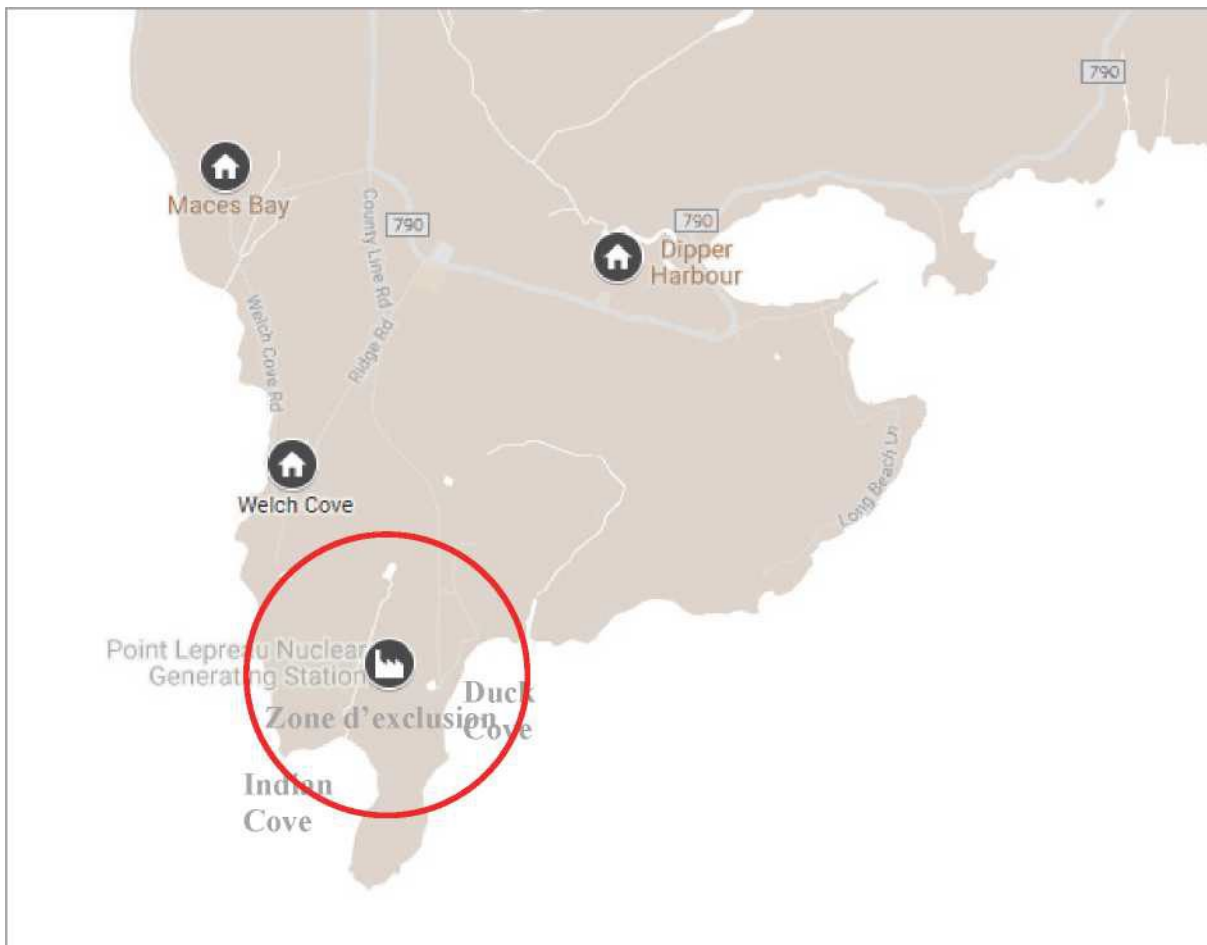 790
Maces Bay
County Line Rd
790
790
Dipper
Harbour
Welch Cove Rd
Ridge Rd
Long Beach Ln
Welch Cove
Point Lepreau Nuclear
Generating Station
Duck
Cove
Zone d’exclusion
Indian
Cove